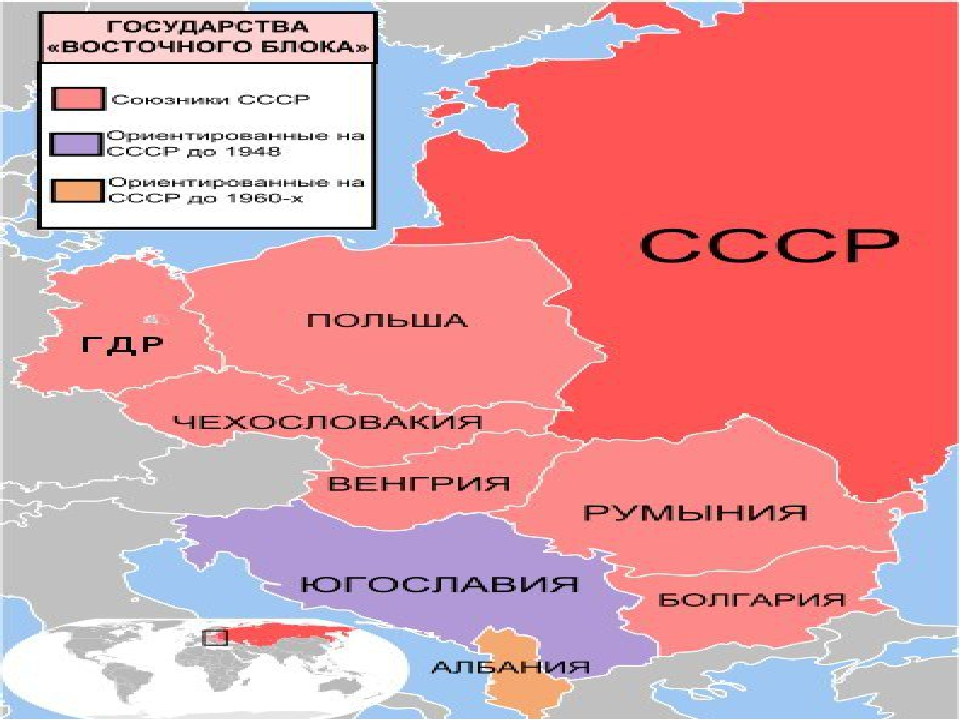 ГОСУДАРСТВА
«ВОСТОЧНОГО БЛОКА»
Союзники СССР
Ориентированные на
СССР до 1948
Ориентированные на
СССР до 1960-х
СССР
ПОЛЬША
ГДР
ЧЕХОСЛОВАКИЯ
ВЕНГРИЯ
РУМЫНИЯ
ЮГОСЛАВИЯ
БОЛГАРИЯ
АЛБАНИЯ